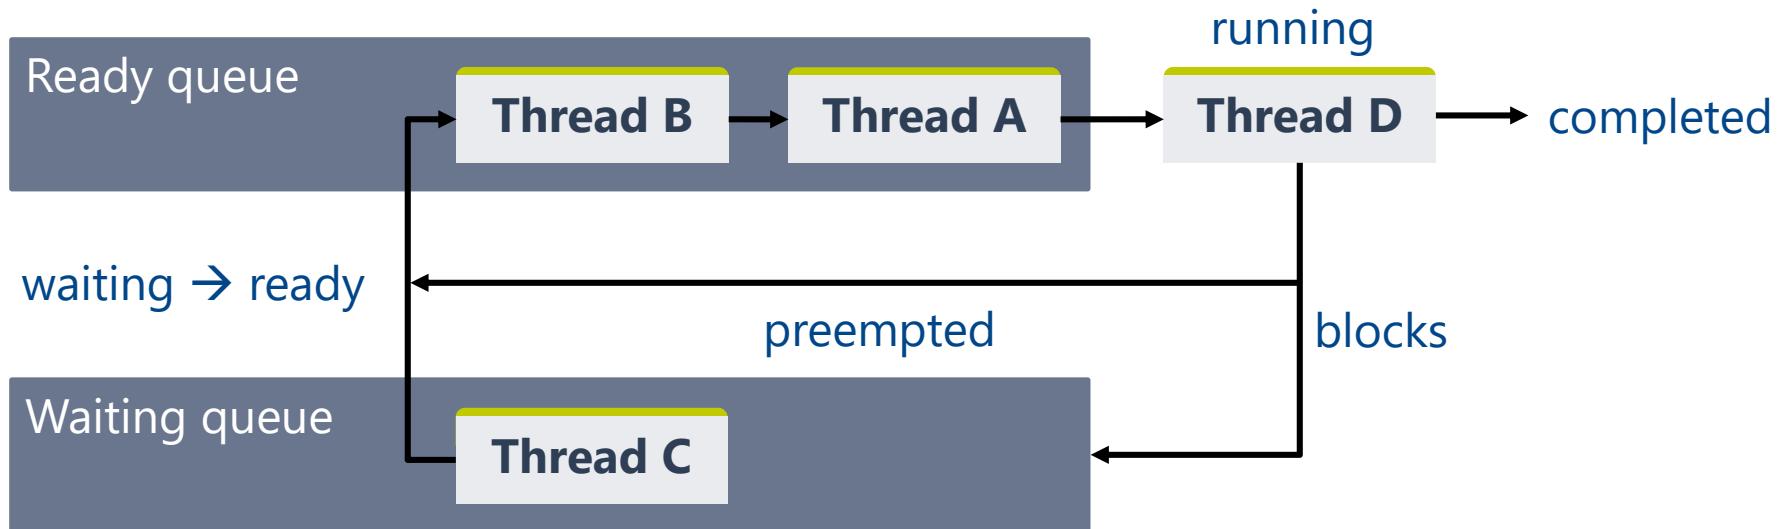 running
Ready queue
Thread B
Thread A
Thread D
completed
waiting → ready
preempted
blocks
Waiting queue
Thread C